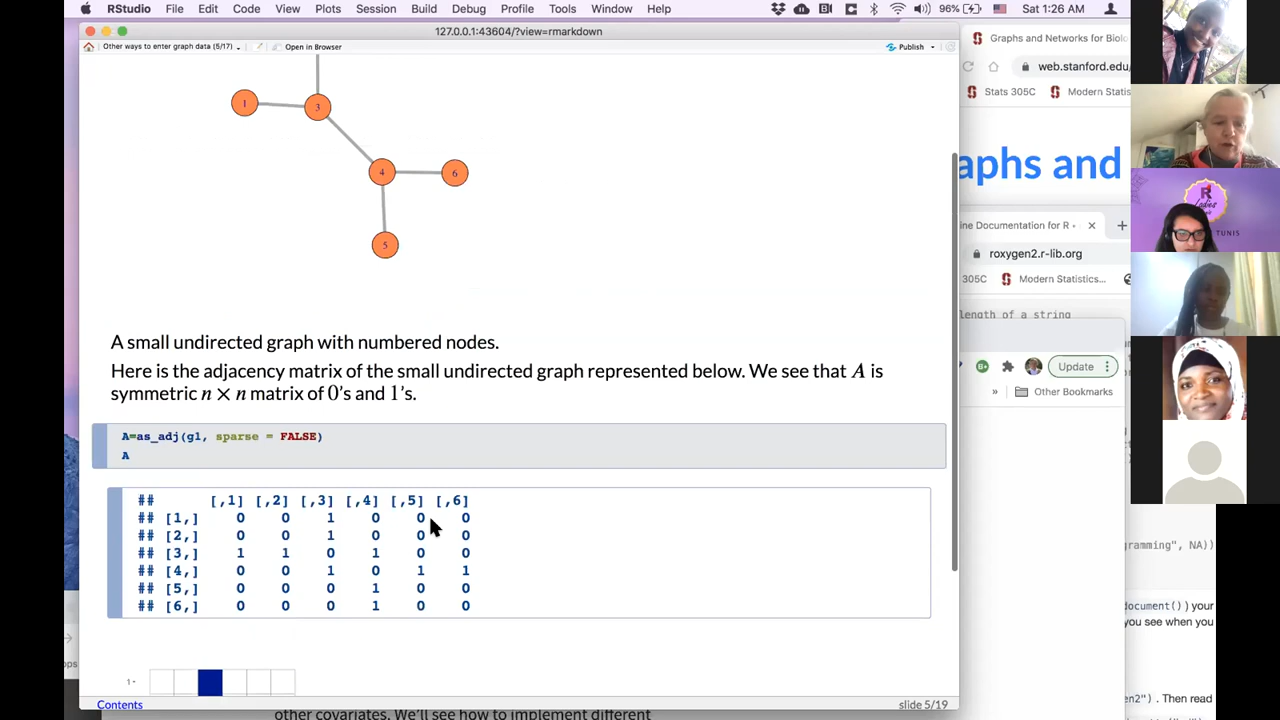 RStudio File Edit Code View Plots Session Build Debug Profile Tools Window Help 96% Sat 1:26 AM
127.0.0.1:43604/?view=rmarkdown
Other ways to enter graph data (5/17) Open in Browser Publish
Graphs and Networks for Biolo
web.stanford.edu/
Stats 305C Modern Statis
1
3
4
6
5
aphs and
Ladies
TUNIS
ine Documentation for R
roxygen2.r-lib.org
305C Modern Statistics...
length of a string
Update
Other Bookmarks
A small undirected graph with numbered nodes.
Here is the adjacency matrix of the small undirected graph represented below. We see that A is
symmetric n × n matrix of 0's and 1's.
A=as_adj(g1, sparse = FALSE)
A
## [,1] [,2] [,3] [,4] [,5] [,6]
## [1,] 0 0 1 0 0 0
## [2,] 0 0 1 0 0 0
## [3,] 1 1 0 1 0 0
## [4,] 0 0 1 0 1 1
## [5,] 0 0 0 1 0 0
## [6,] 0 0 0 1 0 0
1
gramming", NA))
document() ) your
you see when you
ops
en2") . Then read
Contents slide 5/19
other covariates. We'll see how to implement different